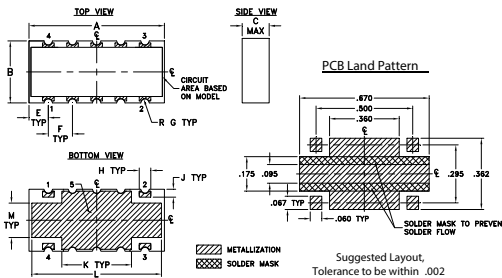 TOP VIEW
A
4
℄
3
B
℄
CIRCUIT
AREA BASED
ON MODEL
1
2
E
TYP
F
TYP
R G TYP
SIDE VIEW
C
MAX
PCB Land Pattern
.670
.500
.360
℄
.175
.095
℄
.295
.362
.067 TYP
.060 TYP
SOLDER MASK TO PREVEN
SOLDER FLOW
Suggested Layout,
Tolerance to be within .002
BOTTOM VIEW
H TYP
℄
1
5
2
J TYP
M
TYP
℄
4
3
K TYP
L
METALLIZATION
SOLDER MASK